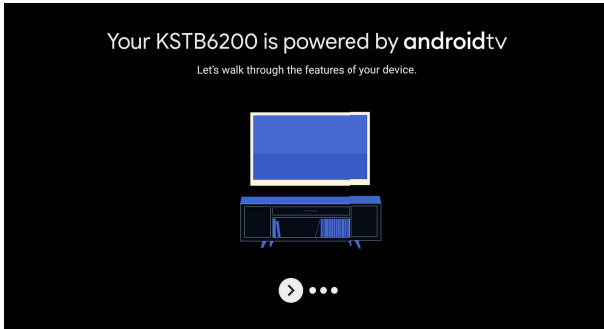 Your KSTB6200 is powered by androidtv
Let's walk through the features of your device.